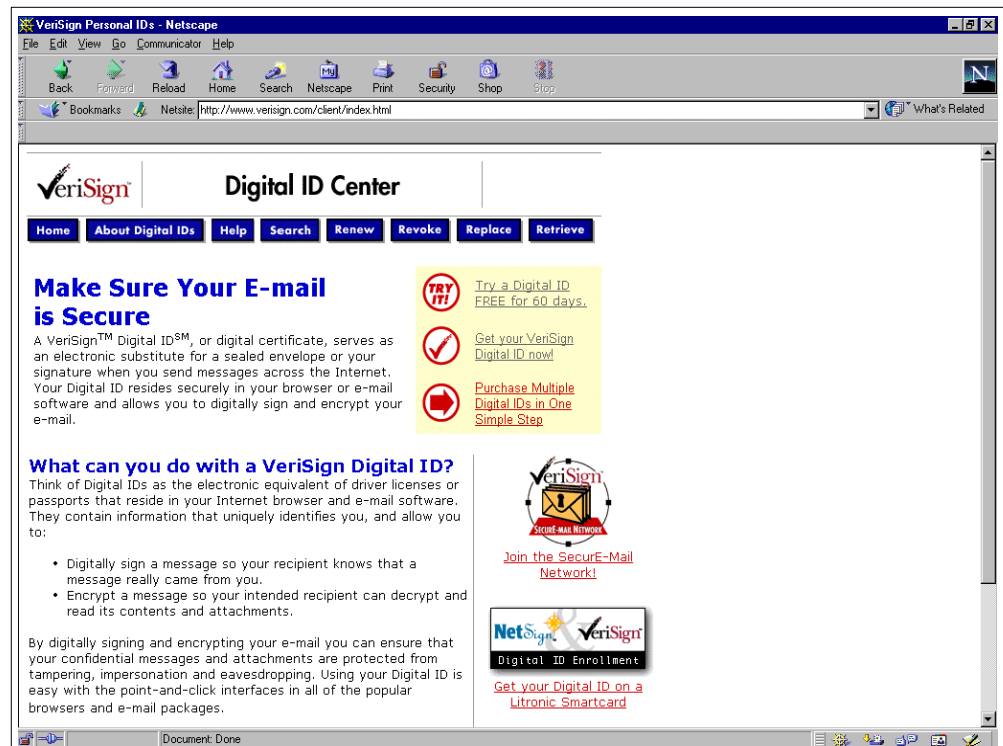 VeriSign Personal IDs - Netscape
File Edit View Go Communicator Help
Back Forward Reload Home Search Netscape Print Security Shop Stop
My
N
Bookmarks Netsite: http://www.verisign.com/client/index.html What's Related
VeriSign™ Digital ID Center
Home About Digital IDs Help Search Renew Revoke Replace Retrieve
Make Sure Your E-mail
is Secure
A VeriSign™ Digital ID℠, or digital certificate, serves as
an electronic substitute for a sealed envelope or your
signature when you send messages across the Internet.
Your Digital ID resides securely in your browser or e-mail
software and allows you to digitally sign and encrypt your
e-mail.
TRY
IT!
Try a Digital ID
FREE for 60 days.
Get your VeriSign
Digital ID now!
Purchase Multiple
Digital IDs in One
Simple Step
What can you do with a VeriSign Digital ID?
Think of Digital IDs as the electronic equivalent of driver licenses or
passports that reside in your Internet browser and e-mail software.
They contain information that uniquely identifies you, and allow you
to:
• Digitally sign a message so your recipient knows that a
message really came from you.
• Encrypt a message so your intended recipient can decrypt and
read its contents and attachments.
By digitally signing and encrypting your e-mail you can ensure that
your confidential messages and attachments are protected from
tampering, impersonation and eavesdropping. Using your Digital ID is
easy with the point-and-click interfaces in all of the popular
browsers and e-mail packages.
VeriSign
SECURE-MAIL NETWORK
Join the SecurE-Mail
Network!
NetSign & VeriSign
Digital ID Enrollment
Get your Digital ID on a
Litronic Smartcard
Document: Done